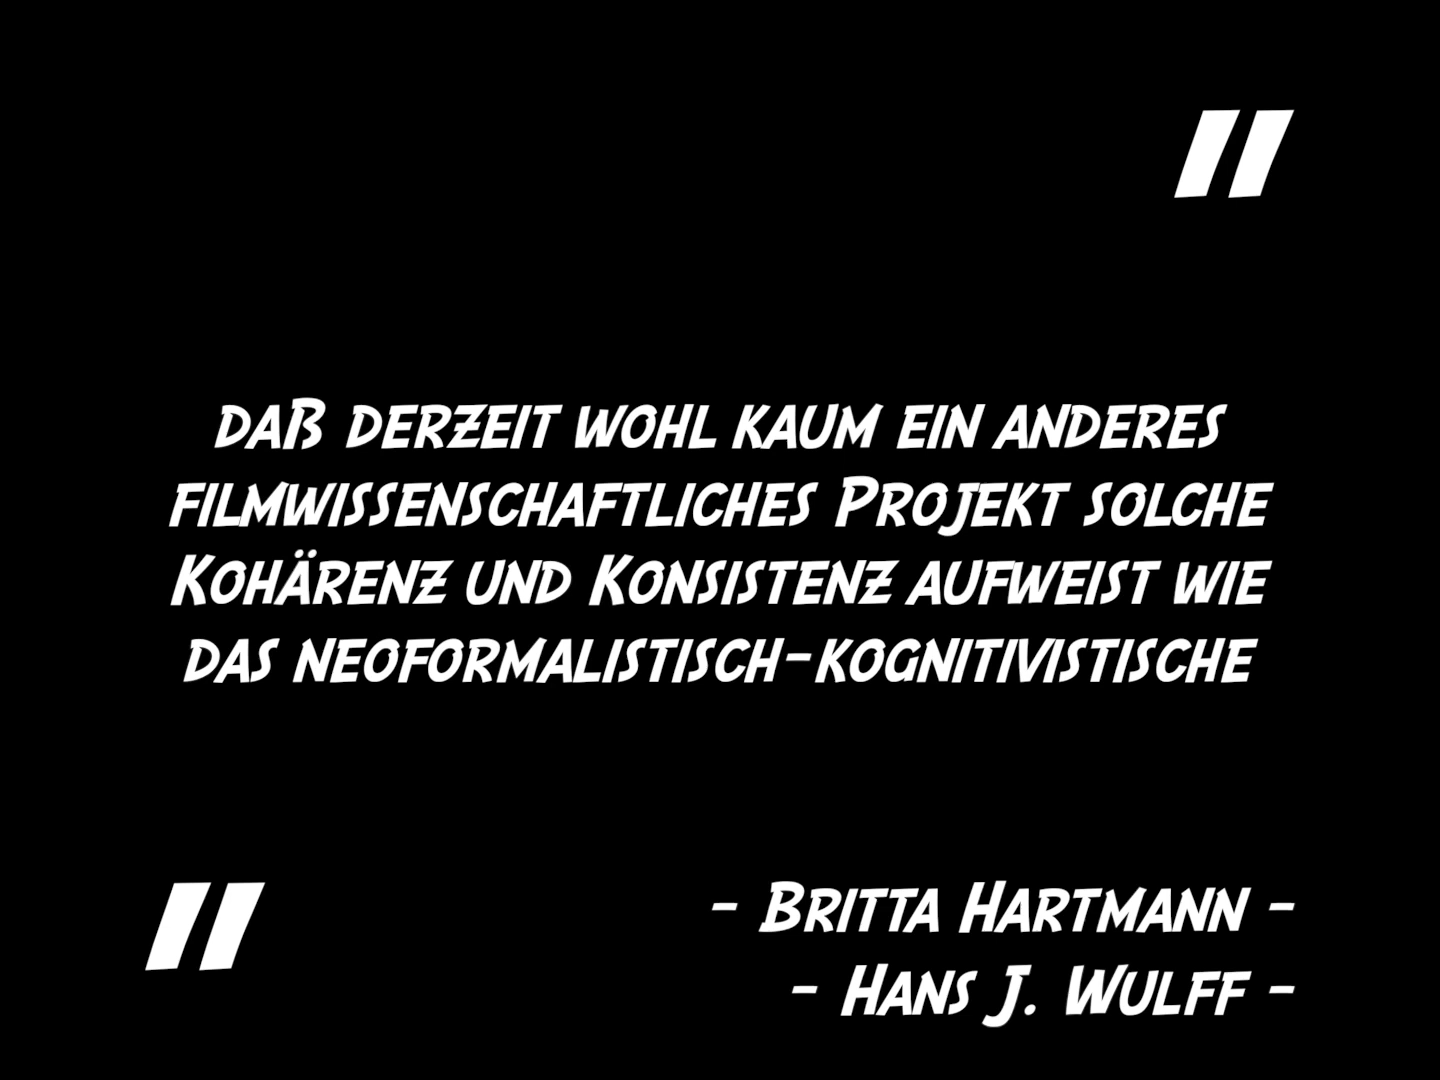 "
daß derzeit wohl kaum ein anderes
filmwissenschaftliches Projekt solche
Kohärenz und Konsistenz aufweist wie
das neoformalistisch-kognitivistische
"
- Britta Hartmann -
- Hans J. Wulff -